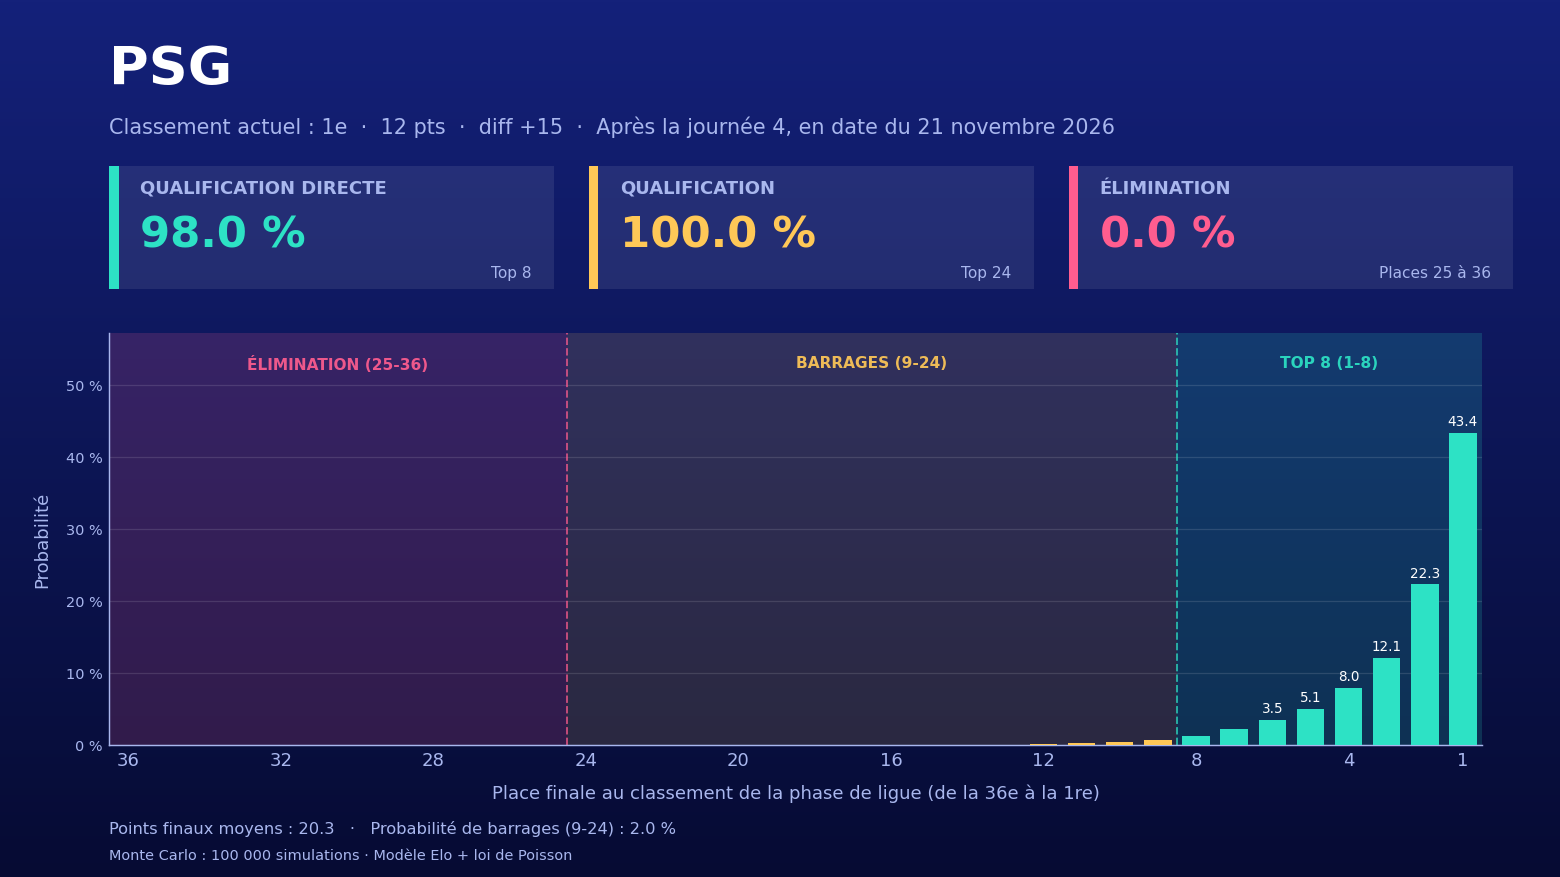 PSG
Classement actuel : 1e · 12 pts · diff +15 · Après la journée 4, en date du 21 novembre 2026
QUALIFICATION DIRECTE
98.0 %
Top 8
QUALIFICATION
100.0 %
Top 24
ÉLIMINATION
0.0 %
Places 25 à 36
ÉLIMINATION (25-36)
BARRAGES (9-24)
TOP 8 (1-8)
Probabilité
50 %
40 %
30 %
20 %
10 %
0 %
3.5
5.1
8.0
12.1
22.3
43.4
36 32 28 24 20 16 12 8 4 1
Place finale au classement de la phase de ligue (de la 36e à la 1re)
Points finaux moyens : 20.3 · Probabilité de barrages (9-24) : 2.0 %
Monte Carlo : 100 000 simulations · Modèle Elo + loi de Poisson